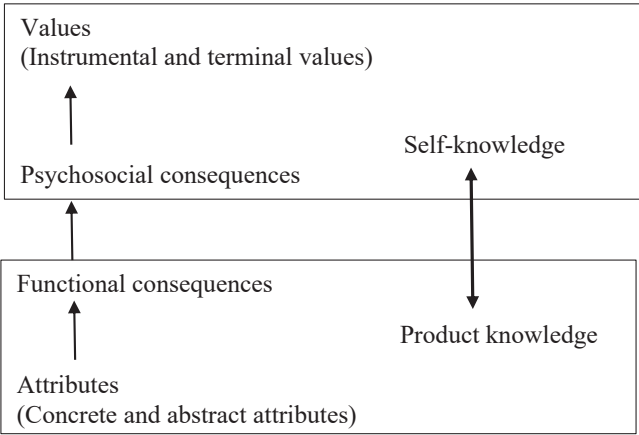 Values
(Instrumental and terminal values)
Self-knowledge
Psychosocial consequences
Functional consequences
Product knowledge
Attributes
(Concrete and abstract attributes)